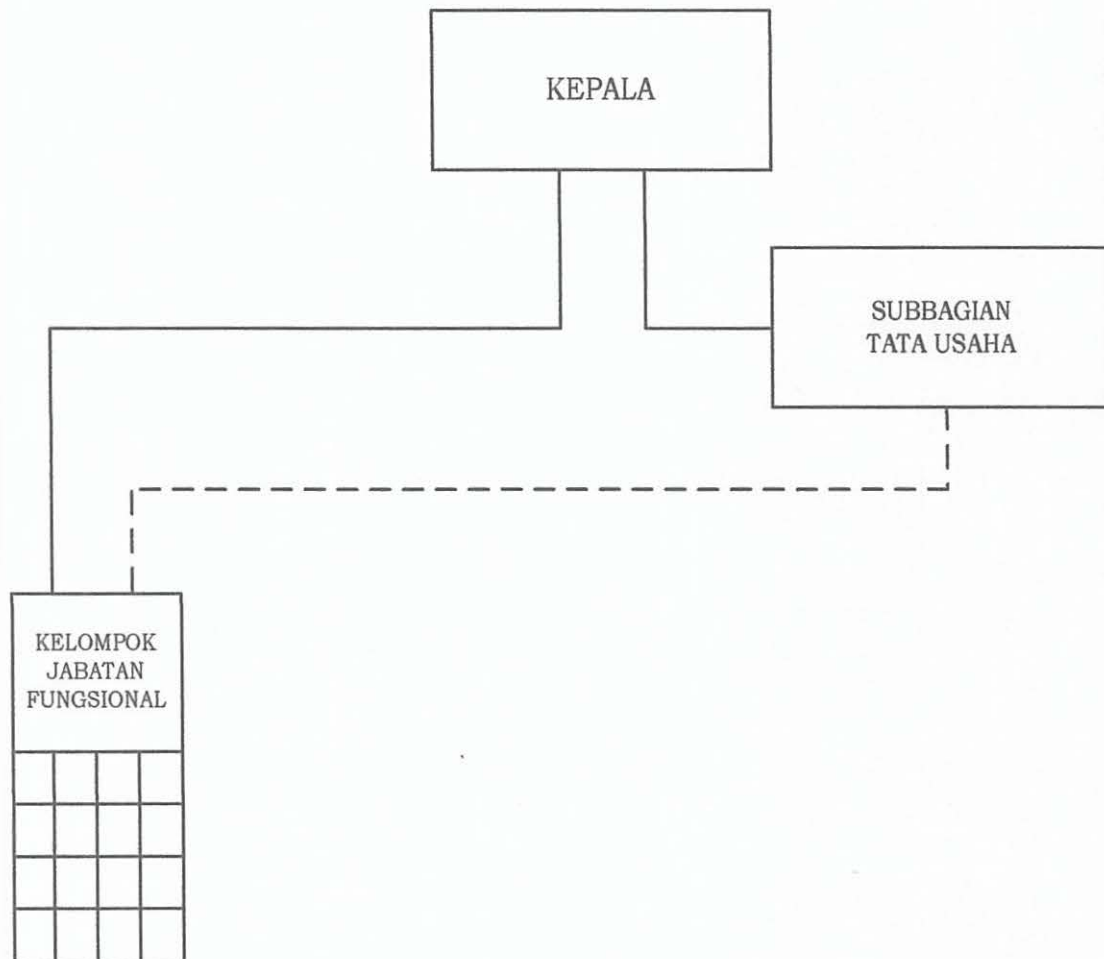 KEPALA
SUBBAGIAN
TATA USAHA
KELOMPOK
JABATAN
FUNGSIONAL